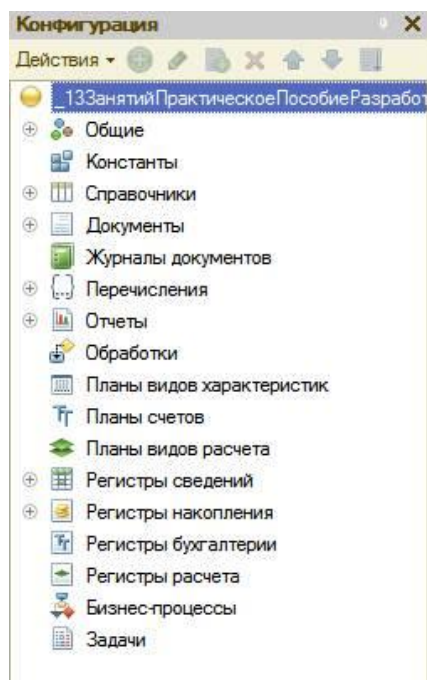 Конфигурация
Действия
_13ЗанятийПрактическоеПособиеРазработ
Общие
Константы
Справочники
Документы
Журналы документов
Перечисления
Отчеты
Обработки
Планы видов характеристик
Планы счетов
Планы видов расчета
Регистры сведений
Регистры накопления
Регистры бухгалтерии
Регистры расчета
Бизнес-процессы
Задачи